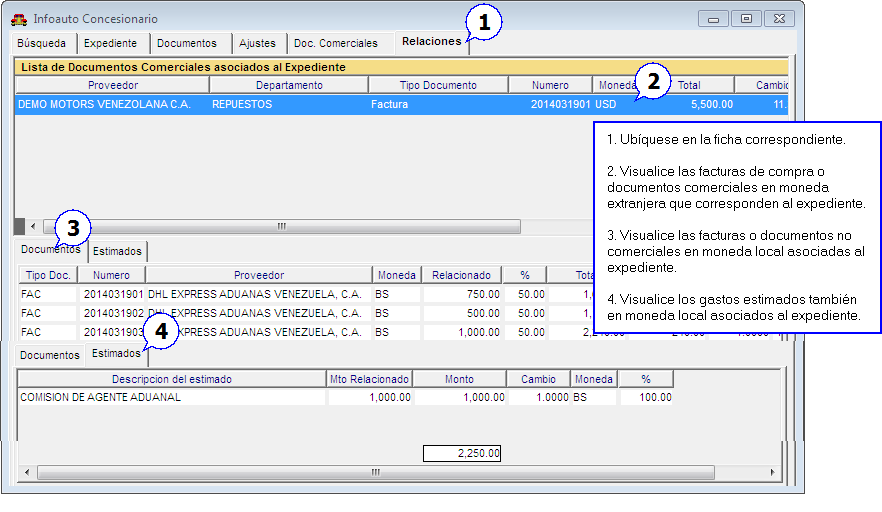 Infoauto Concesionario
1
Búsqueda Expediente Documentos Ajustes Doc. Comerciales Relaciones
Lista de Documentos Comerciales asociados al Expediente
Proveedor Departamento Tipo Documento Numero Moneda Total Cambio
2
DEMO MOTORS VENEZOLANA C.A. REPUESTOS Factura 2014031901 USD 5,500.00 11.
1. Ubíquese en la ficha correspondiente.
2. Visualice las facturas de compra o
documentos comerciales en moneda
extranjera que corresponden al expediente.
3. Visualice las facturas o documentos no
comerciales en moneda local asociadas al
expediente.
4. Visualice los gastos estimados también
en moneda local asociados al expediente.
3
Documentos Estimados
Tipo Doc. Numero Proveedor Moneda Relacionado %
FAC 2014031901 DHL EXPRESS ADUANAS VENEZUELA, C.A. BS 750.00 50.00
FAC 2014031902 DHL EXPRESS ADUANAS VENEZUELA, C.A. BS 500.00 50.00
FAC 2014031903 EXPRESS ADUANAS VENEZUELA, C.A. BS 1,000.00 50.00
4
Documentos Estimados
Descripcion del estimado Mto Relacionado Monto Cambio Moneda %
COMISION DE AGENTE ADUANAL 1,000.00 1,000.00 1.0000 BS 100.00
2,250.00